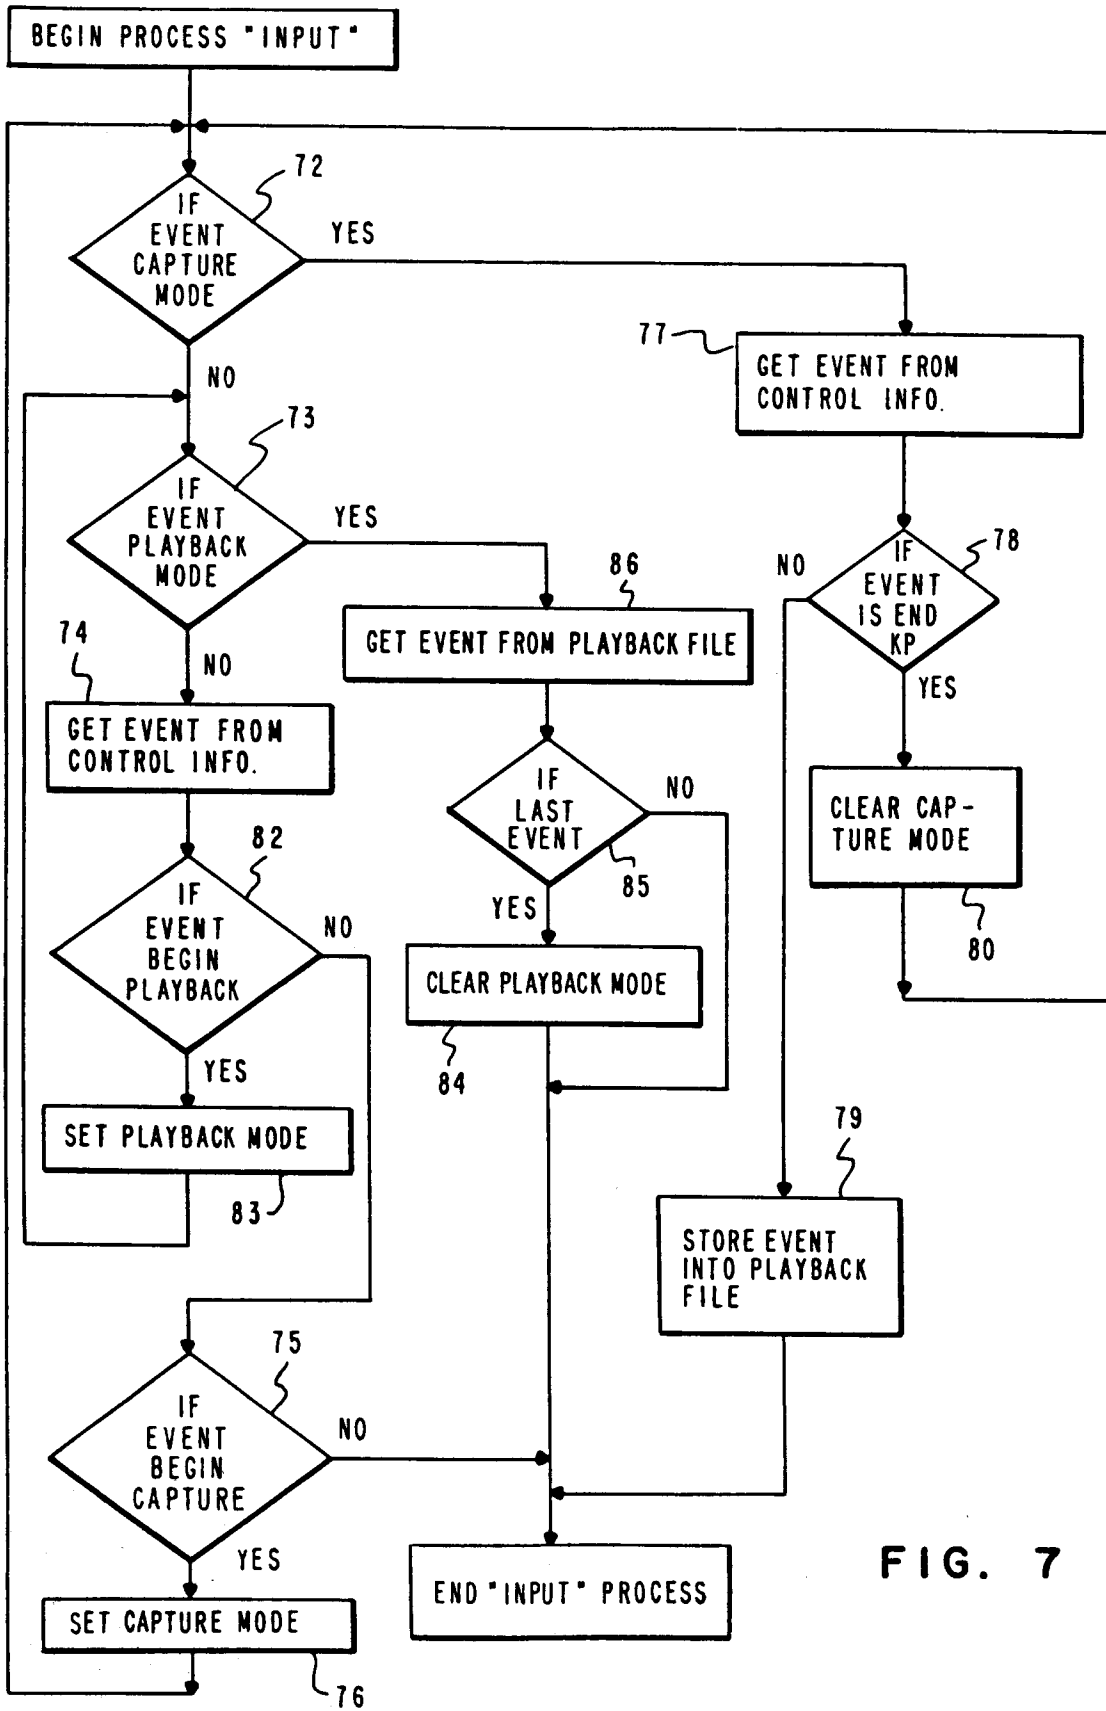 BEGIN PROCESS "INPUT"
72
IF
EVENT
CAPTURE
MODE
YES
NO
77
GET EVENT FROM
CONTROL INFO.
73
IF
EVENT
PLAYBACK
MODE
YES
NO
78
IF
EVENT
IS END
KP
NO
YES
86
GET EVENT FROM PLAYBACK FILE
74
GET EVENT FROM
CONTROL INFO.
IF
LAST
EVENT
NO
85
YES
CLEAR CAP-
TURE MODE
80
82
IF
EVENT
BEGIN
PLAYBACK
NO
YES
CLEAR PLAYBACK MODE
84
SET PLAYBACK MODE
83
79
STORE EVENT
INTO PLAYBACK
FILE
75
IF
EVENT
BEGIN
CAPTURE
NO
YES
SET CAPTURE MODE
76
END "INPUT" PROCESS
FIG. 7